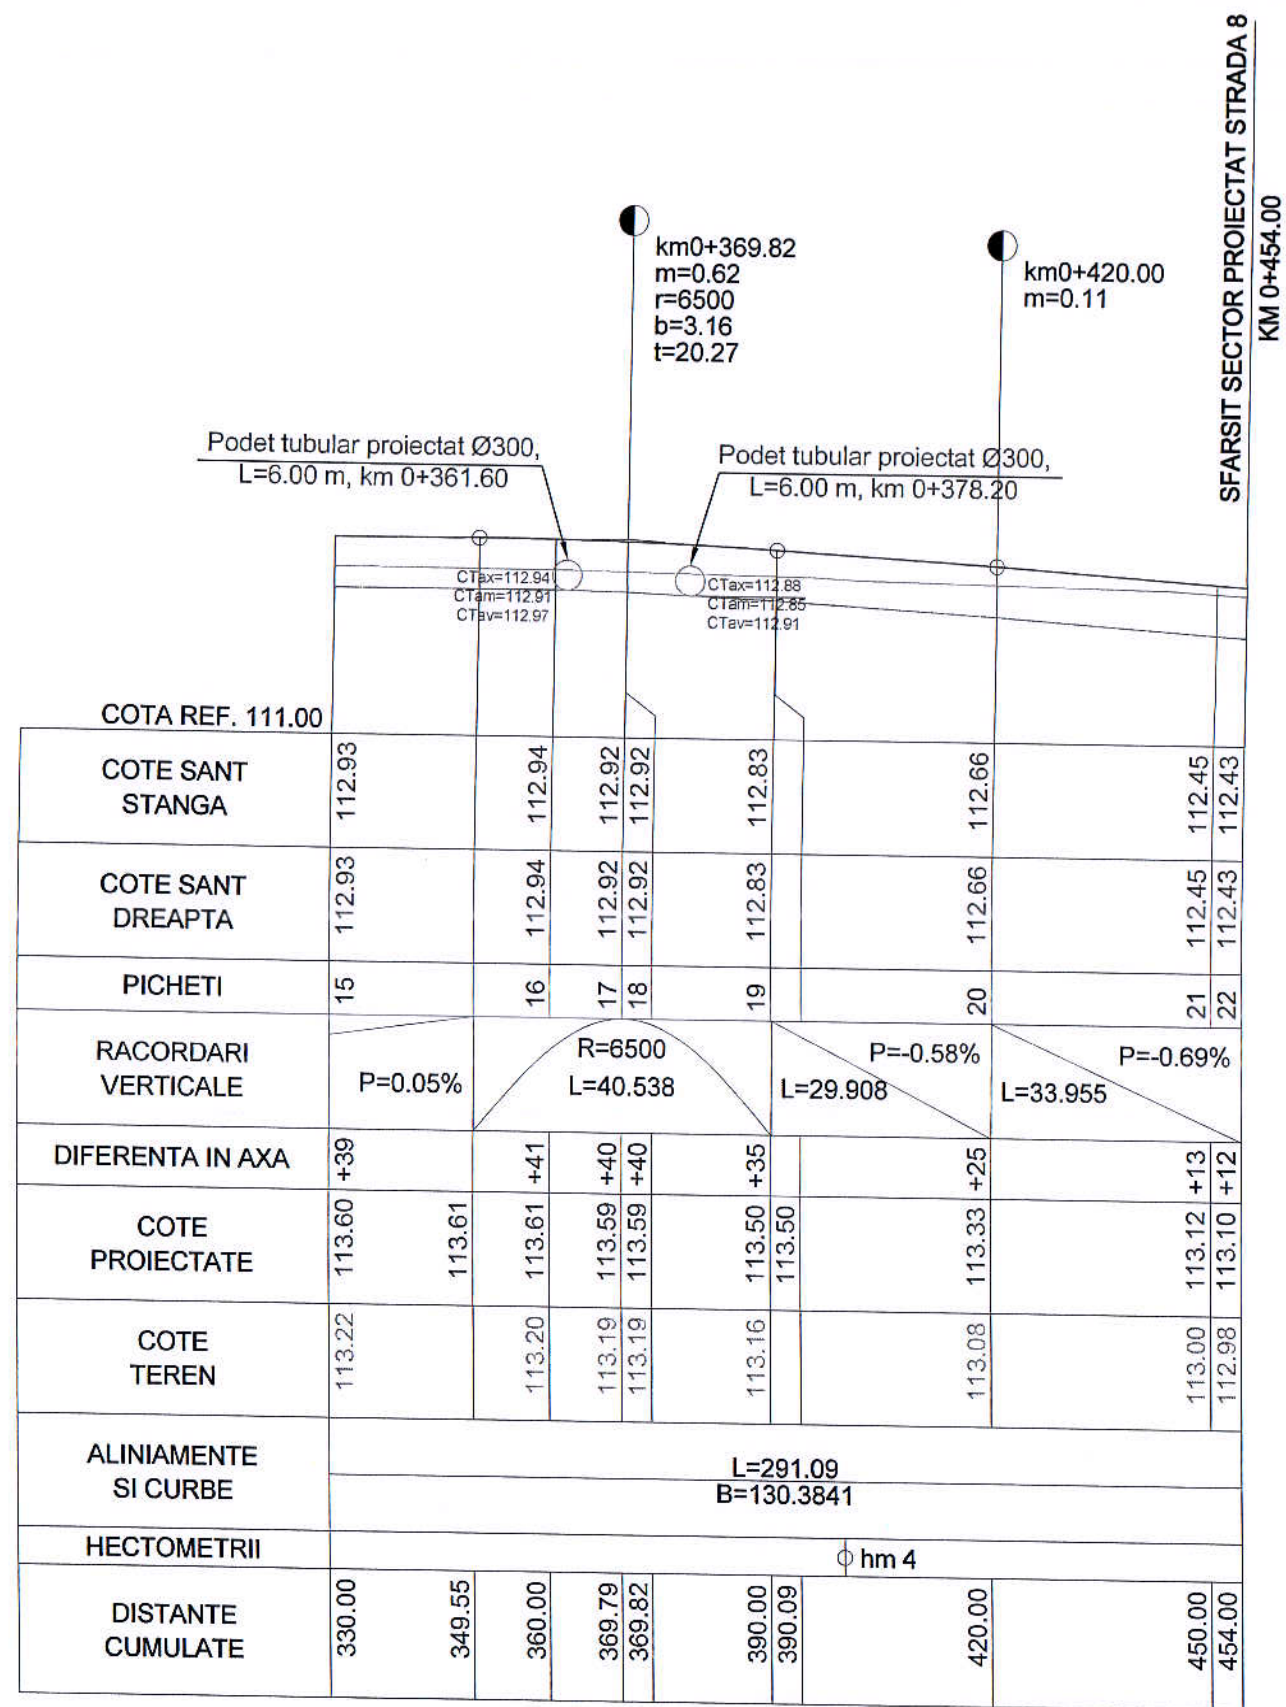 SFARSIT SECTOR PROIECTAT STRADA 8
KM 0+454.00
km0+369.82
m=0.62
r=6500
b=3.16
t=20.27
km0+420.00
m=0.11
Podet tubular proiectat Ø300,
L=6.00 m, km 0+361.60
Podet tubular proiectat Ø300,
L=6.00 m, km 0+378.20
CTax=112.94
CTam=112.91
CTav=112.97
CTax=112.88
CTam=112.85
CTav=112.91
COTA REF. 111.00
COTE SANT
STANGA
112.93
112.94
112.92
112.92
112.83
112.66
112.45
112.43
COTE SANT
DREAPTA
112.93
112.94
112.92
112.92
112.83
112.66
112.45
112.43
PICHETI
15
16
17
18
19
20
21
22
RACORDARI
VERTICALE
P=0.05%
R=6500
L=40.538
P=-0.58%
L=29.908
P=-0.69%
L=33.955
DIFERENTA IN AXA
+39
+41
+40
+40
+35
+25
+13
+12
COTE
PROIECTATE
113.60
113.61
113.61
113.59
113.59
113.50
113.50
113.33
113.12
113.10
COTE
TEREN
113.22
113.20
113.19
113.19
113.16
113.08
113.00
112.98
ALINIAMENTE
SI CURBE
L=291.09
B=130.3841
HECTOMETRII
hm 4
DISTANTE
CUMULATE
330.00
349.55
360.00
369.79
369.82
390.00
390.09
420.00
450.00
454.00